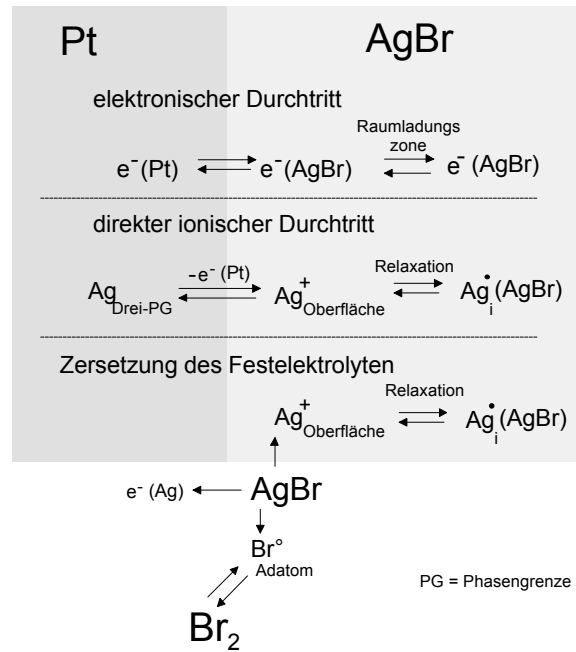 Pt AgBr
elektronischer Durchtritt
Raumladungs
zone
e⁻(Pt) e⁻(AgBr) e⁻(AgBr)
direkter ionischer Durchtritt
−e⁻(Pt) Relaxation
Ag Drei-PG Ag⁺ Oberfläche Ag•i(AgBr)
Zersetzung des Festelektrolyten
Relaxation
Ag⁺ Oberfläche Ag•i(AgBr)
e⁻(Ag) AgBr
Br°
Adatom
PG = Phasengrenze
Br₂